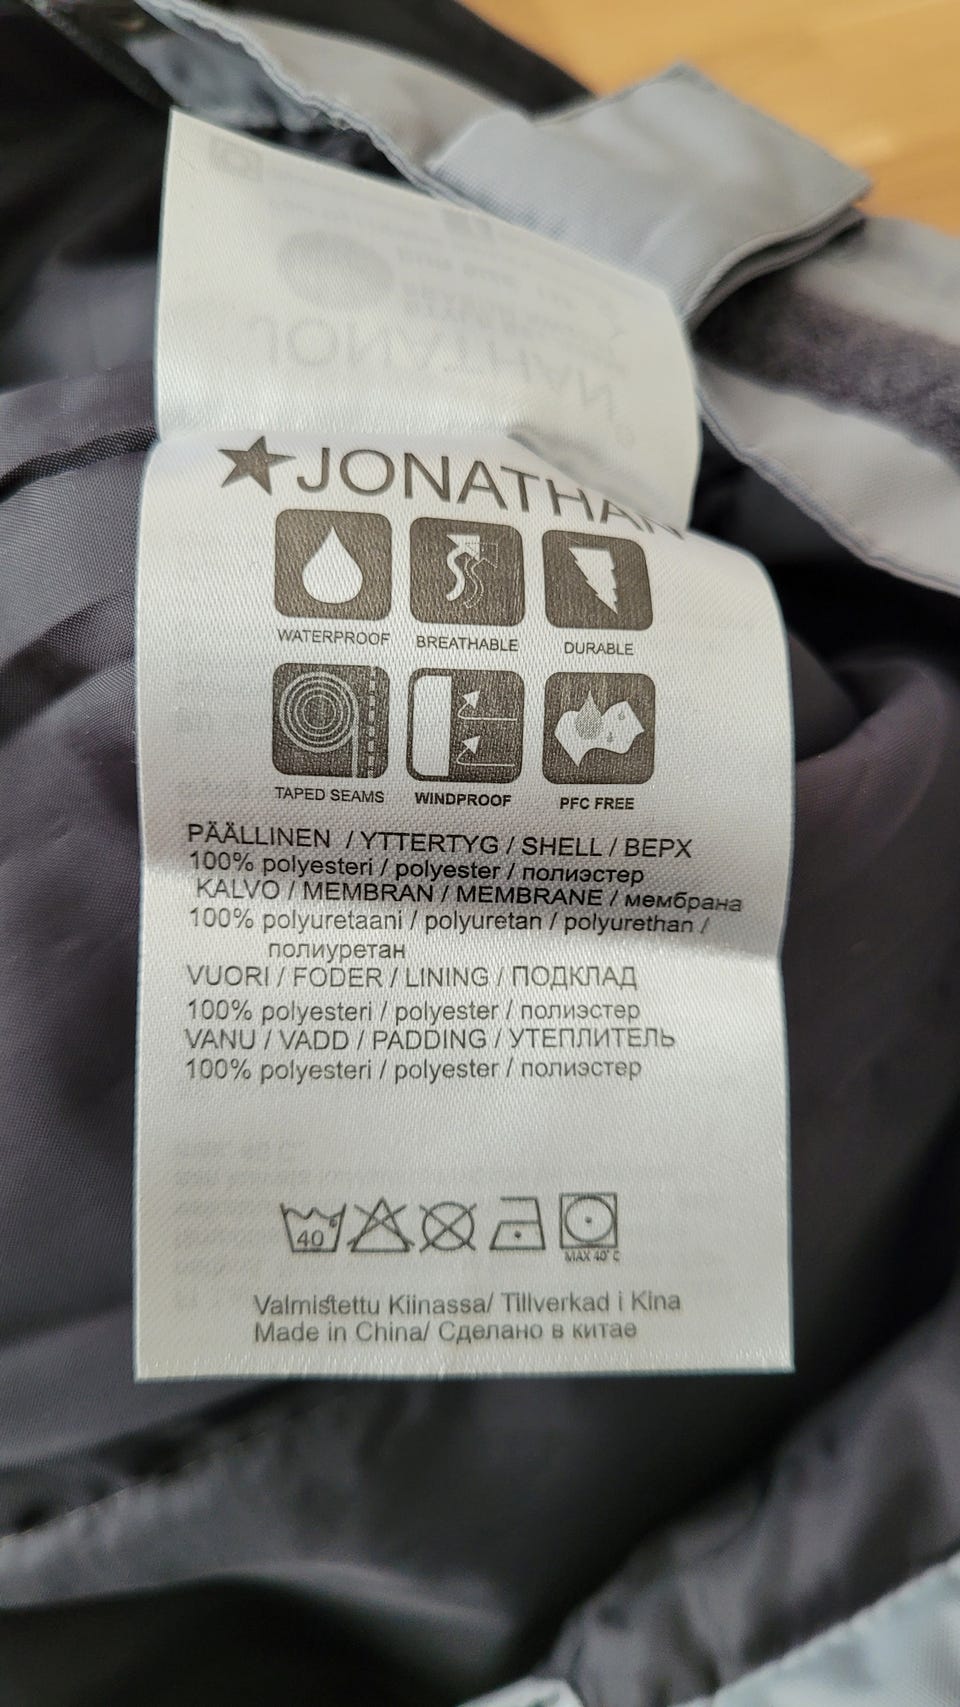 JONATHAN
WATERPROOF BREATHABLE DURABLE
TAPED SEAMS WINDPROOF PFC FREE
PÄÄLLINEN / YTTERTYG / SHELL / ВЕРХ
100% polyesteri / polyester / полиэстер
KALVO / MEMBRAN / MEMBRANE / мембрана
100% polyuretaani / polyuretan / polyurethan /
полиуретан
VUORI / FODER / LINING / ПОДКЛАД
100% polyesteri / polyester / полиэстер
VANU / VADD / PADDING / УТЕПЛИТЕЛЬ
100% polyesteri / polyester / полиэстер
40
MAX 40° C
Valmistettu Kiinassa/ Tillverkad i Kina
Made in China/ Сделано в китае